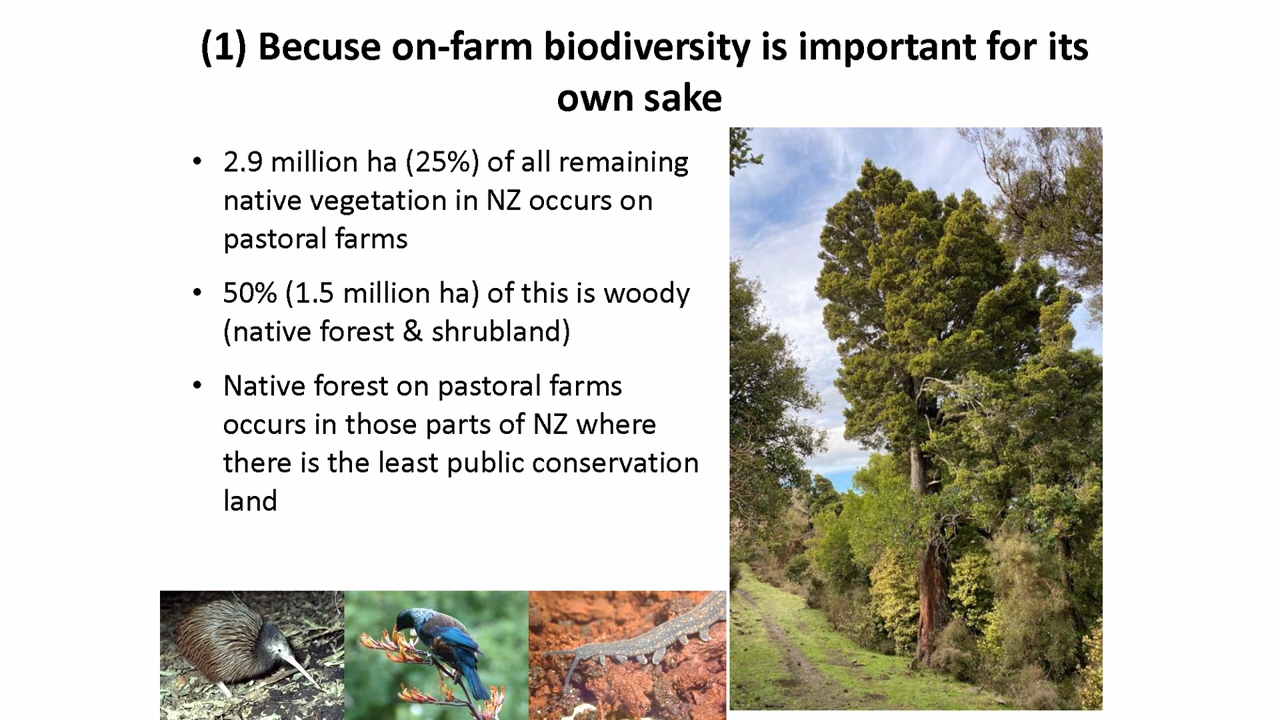 (1) Becuse on-farm biodiversity is important for its
own sake
• 2.9 million ha (25%) of all remaining
native vegetation in NZ occurs on
pastoral farms
• 50% (1.5 million ha) of this is woody
(native forest & shrubland)
• Native forest on pastoral farms
occurs in those parts of NZ where
there is the least public conservation
land